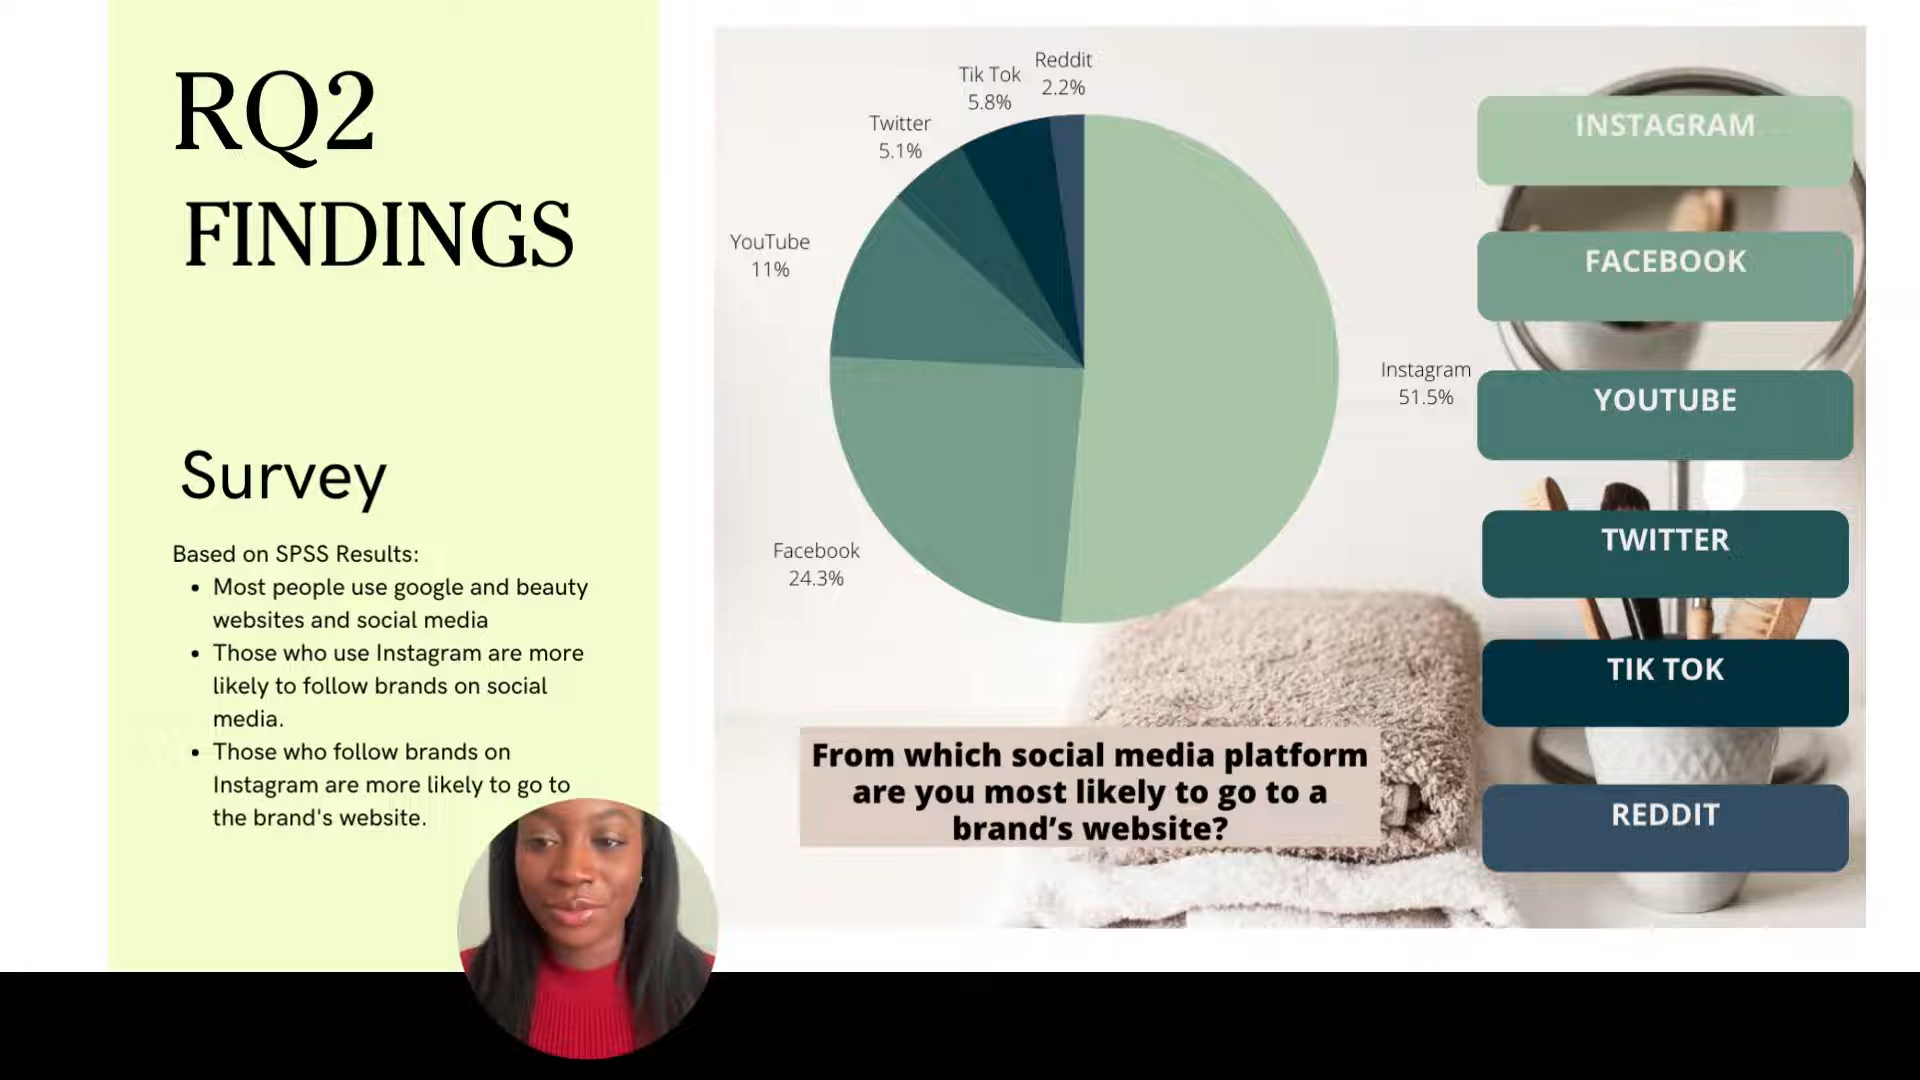 RQ2
FINDINGS
Survey
Based on SPSS Results:
Most people use google and beauty
websites and social media
Those who use Instagram are more
likely to follow brands on social
media.
Those who follow brands on
Instagram are more likely to go to
the brand's website.
Reddit
2.2%
Tik Tok
5.8%
Twitter
5.1%
YouTube
11%
Facebook
24.3%
Instagram
51.5%
From which social media platform
are you most likely to go to a
brand’s website?
INSTAGRAM
FACEBOOK
YOUTUBE
TWITTER
TIK TOK
REDDIT